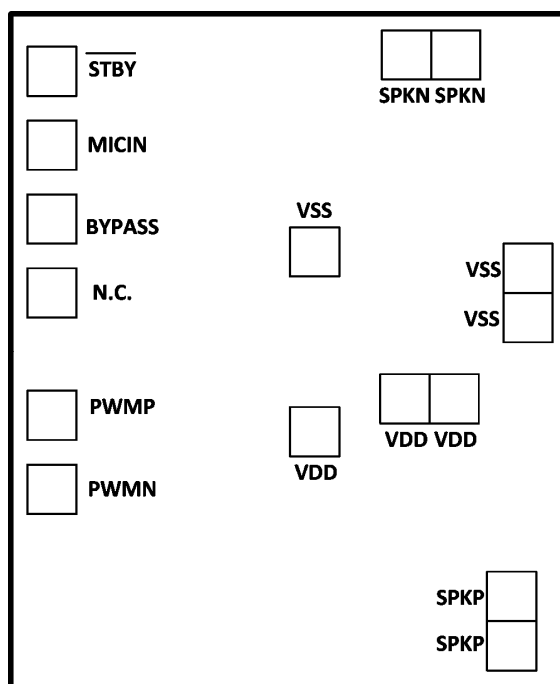 STBY
SPKN SPKN
MICIN
VSS
BYPASS
VSS
N.C.
VSS
PWMP
VDD VDD
VDD
PWMN
SPKP
SPKP